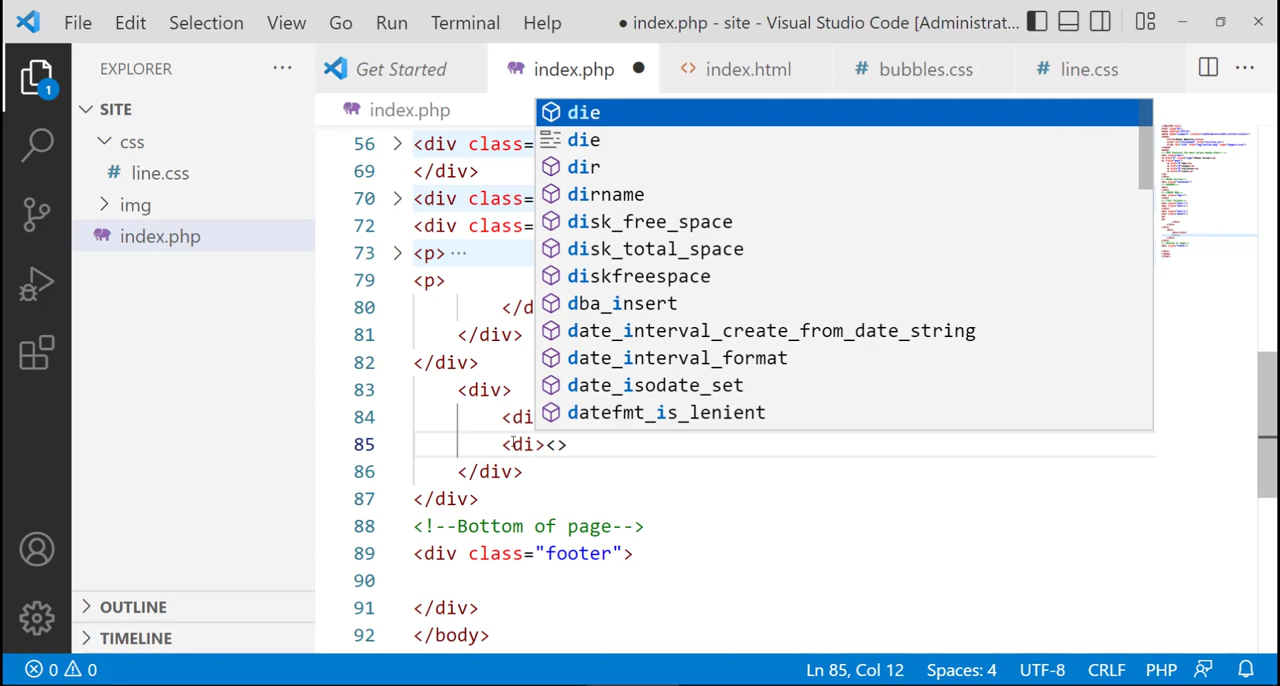 File Edit Selection View Go Run Terminal Help ● index.php - site - Visual Studio Code [Administrat...
EXPLORER ...
Get Started index.php ● index.html # bubbles.css # line.css ...
SITE
css
# line.css
img
index.php
1
index.php
56 <div class=
69 </div>
70 <div class=
72 <div class=
73 <p> ...
79 <p>
80 </d
81 </div>
82 </div>
83 <div>
84 <di
85 <di><>
86 </div>
87 </div>
88 <!--Bottom of page-->
89 <div class="footer">
90
91 </div>
92 </body>
die
die
dir
dirname
disk_free_space
disk_total_space
diskfreespace
dba_insert
date_interval_create_from_date_string
date_interval_format
date_isodate_set
datefmt_is_lenient
OUTLINE
TIMELINE
0 0 Ln 85, Col 12 Spaces: 4 UTF-8 CRLF PHP